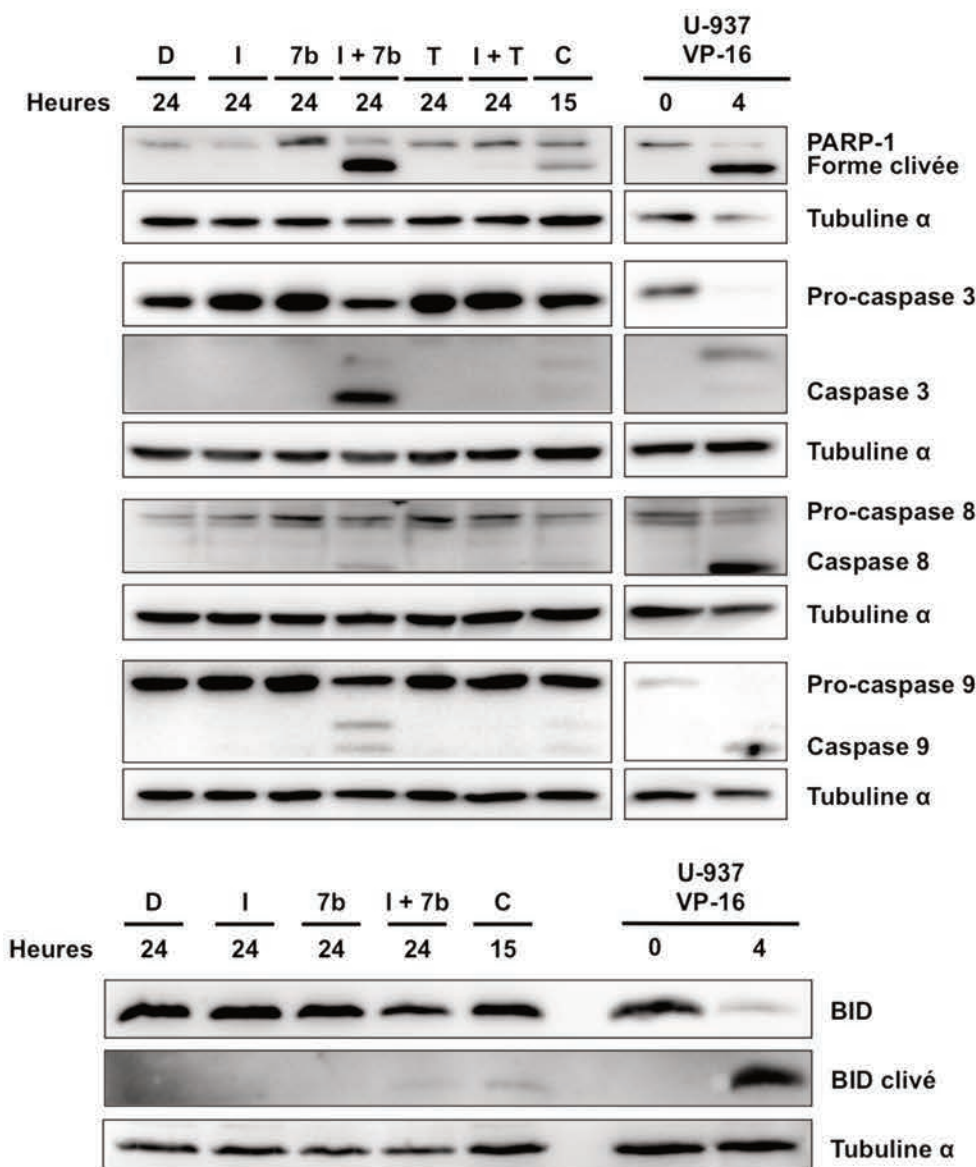 U-937
VP-16
D I 7b I + 7b T I + T C
Heures 24 24 24 24 24 24 15 0 4
PARP-1
Forme clivée
Tubuline α
Pro-caspase 3
Caspase 3
Tubuline α
Pro-caspase 8
Caspase 8
Tubuline α
Pro-caspase 9
Caspase 9
Tubuline α
U-937
VP-16
D I 7b I + 7b C
Heures 24 24 24 24 15 0 4
BID
BID clivé
Tubuline α